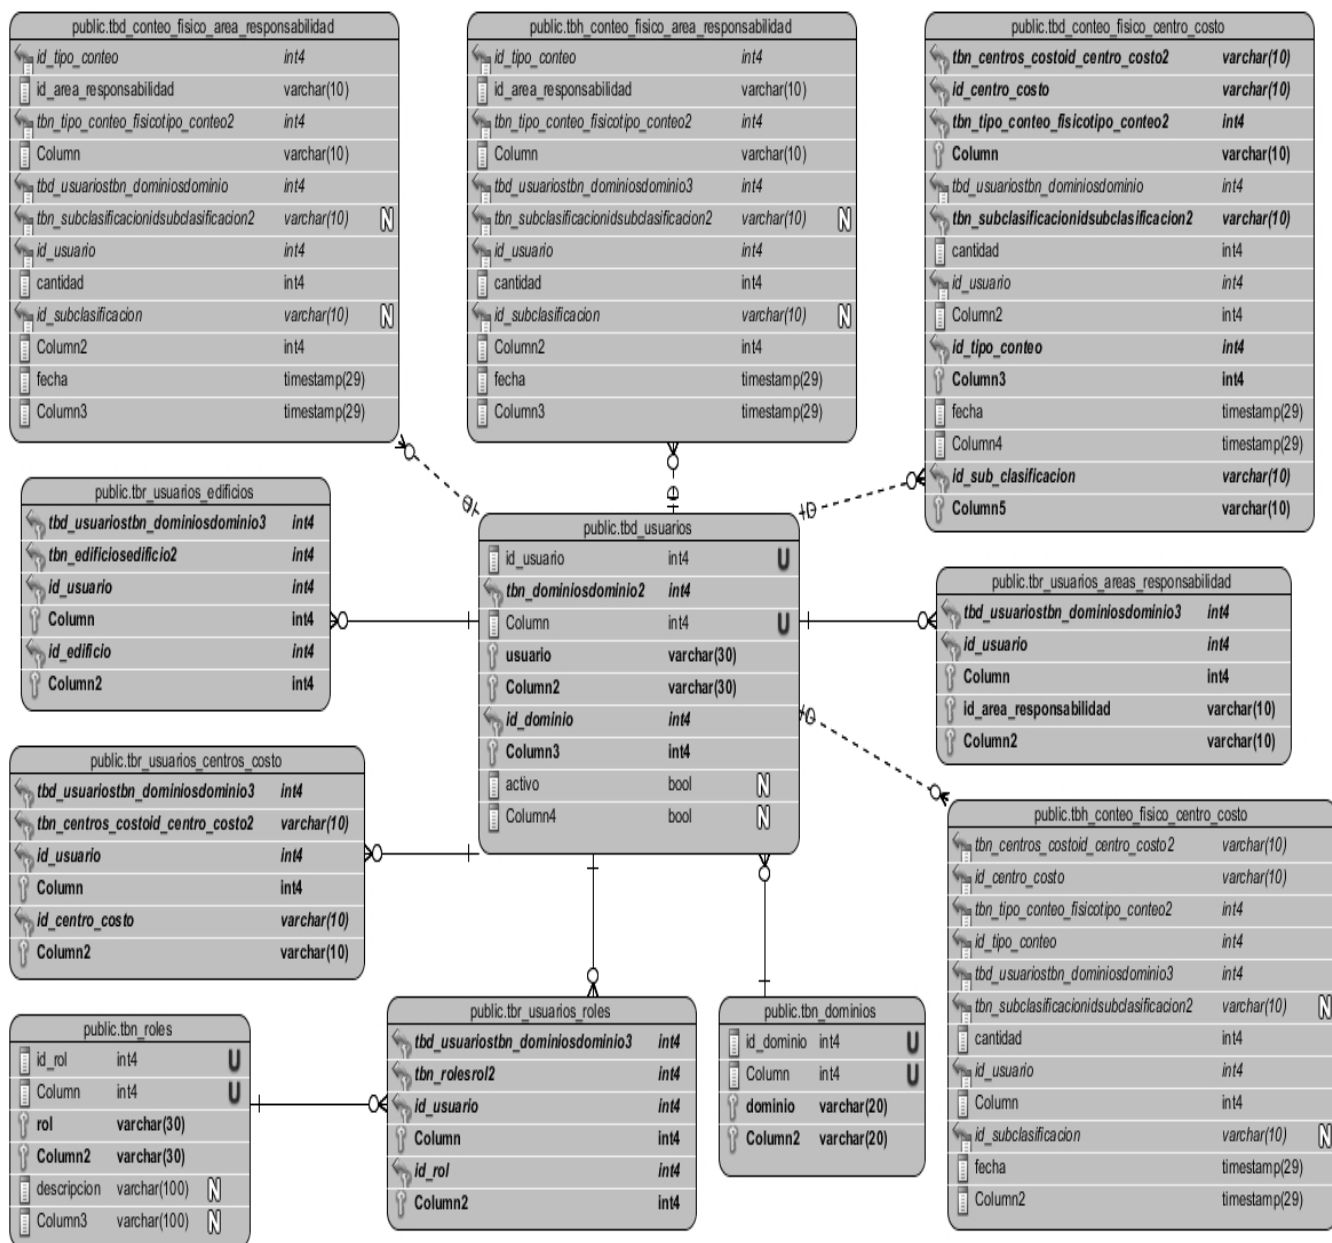 public.tbd_conteo_fisico_area_responsabilidad
id_tipo_conteo int4
id_area_responsabilidad varchar(10)
tbn_tipo_conteo_fisicotipo_conteo2 int4
Column varchar(10)
tbd_usuariostbn_dominiosdominio int4
tbn_subclasificacionidsubclasificacion2 varchar(10) N
id_usuario int4
cantidad int4
id_subclasificacion varchar(10) N
Column2 int4
fecha timestamp(29)
Column3 timestamp(29)
public.tbh_conteo_fisico_area_responsabilidad
id_tipo_conteo int4
id_area_responsabilidad varchar(10)
tbn_tipo_conteo_fisicotipo_conteo2 int4
Column varchar(10)
tbd_usuariostbn_dominiosdominio3 int4
tbn_subclasificacionidsubclasificacion2 varchar(10) N
id_usuario int4
cantidad int4
id_subclasificacion varchar(10) N
Column2 int4
fecha timestamp(29)
Column3 timestamp(29)
public.tbd_conteo_fisico_centro_costo
tbn_centros_costoid_centro_costo2 varchar(10)
id_centro_costo varchar(10)
tbn_tipo_conteo_fisicotipo_conteo2 int4
Column varchar(10)
tbd_usuariostbn_dominiosdominio int4
tbn_subclasificacionidsubclasificacion2 varchar(10)
cantidad int4
id_usuario int4
Column2 int4
id_tipo_conteo int4
Column3 int4
fecha timestamp(29)
Column4 timestamp(29)
id_sub_clasificacion varchar(10)
Column5 varchar(10)
public.tbr_usuarios_edificios
tbd_usuariostbn_dominiosdominio3 int4
tbn_edificiosedificio2 int4
id_usuario int4
Column int4
id_edificio int4
Column2 int4
public.tbd_usuarios
id_usuario int4 U
tbn_dominiosdominio2 int4
Column int4 U
usuario varchar(30)
Column2 varchar(30)
id_dominio int4
Column3 int4
activo bool N
Column4 bool N
public.tbr_usuarios_areas_responsabilidad
tbd_usuariostbn_dominiosdominio3 int4
id_usuario int4
Column int4
id_area_responsabilidad varchar(10)
Column2 varchar(10)
public.tbr_usuarios_centros_costo
tbd_usuariostbn_dominiosdominio3 int4
tbn_centros_costoid_centro_costo2 varchar(10)
id_usuario int4
Column int4
id_centro_costo varchar(10)
Column2 varchar(10)
public.tbh_conteo_fisico_centro_costo
tbn_centros_costoid_centro_costo2 varchar(10)
id_centro_costo varchar(10)
tbn_tipo_conteo_fisicotipo_conteo2 int4
id_tipo_conteo int4
tbd_usuariostbn_dominiosdominio3 int4
tbn_subclasificacionidsubclasificacion2 varchar(10) N
cantidad int4
id_usuario int4
Column int4
id_subclasificacion varchar(10) N
fecha timestamp(29)
Column2 timestamp(29)
public.tbn_roles
id_rol int4 U
Column int4 U
rol varchar(30)
Column2 varchar(30)
descripcion varchar(100) N
Column3 varchar(100) N
public.tbr_usuarios_roles
tbd_usuariostbn_dominiosdominio3 int4
tbn_rolesrol2 int4
id_usuario int4
Column int4
id_rol int4
Column2 int4
public.tbn_dominios
id_dominio int4 U
Column int4 U
dominio varchar(20)
Column2 varchar(20)